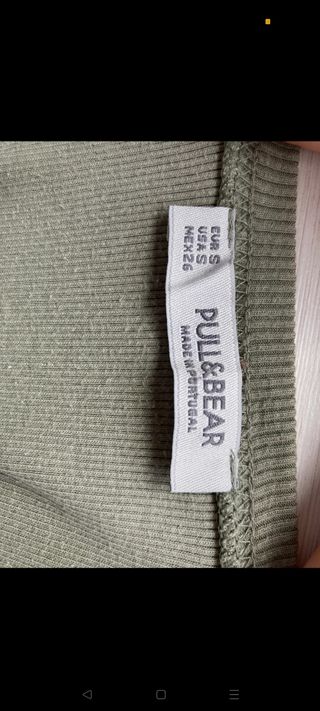 PULL&BEAR
MADE IN PORTUGAL
EUR S
USA S
MEX 26